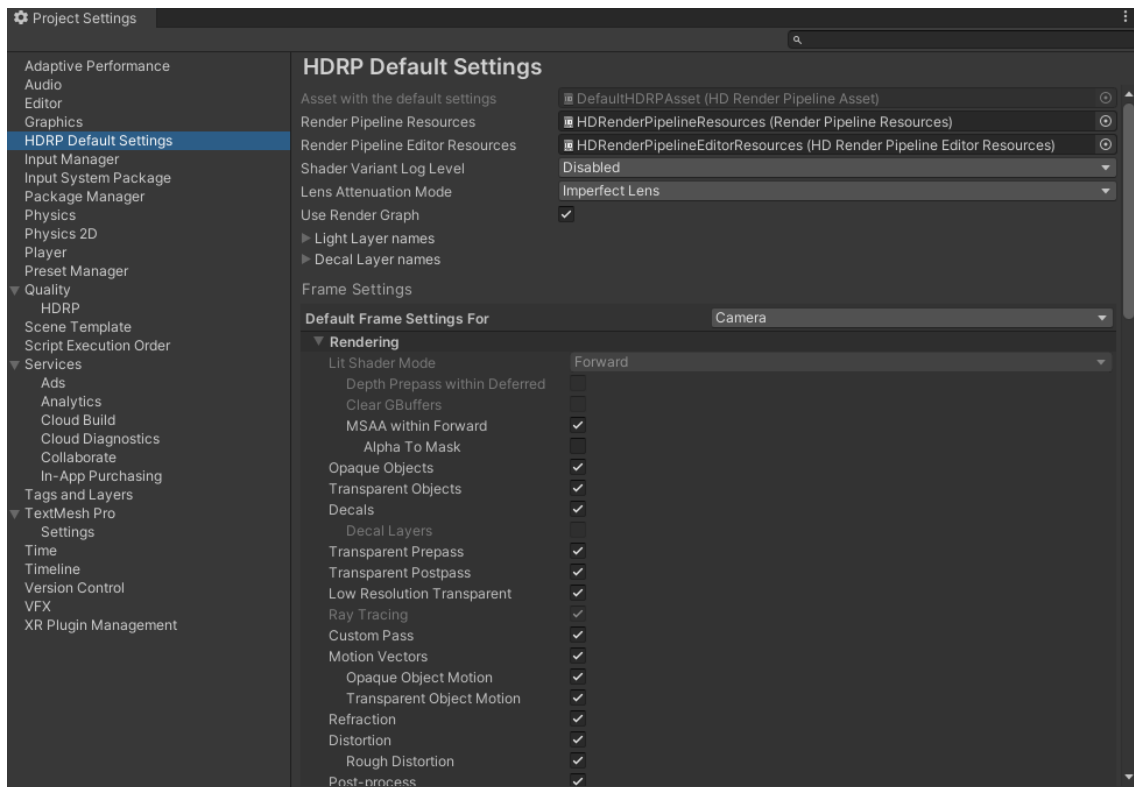 Project Settings
Adaptive Performance
Audio
Editor
Graphics
HDRP Default Settings
Input Manager
Input System Package
Package Manager
Physics
Physics 2D
Player
Preset Manager
Quality
HDRP
Scene Template
Script Execution Order
Services
Ads
Analytics
Cloud Build
Cloud Diagnostics
Collaborate
In-App Purchasing
Tags and Layers
TextMesh Pro
Settings
Time
Timeline
Version Control
VFX
XR Plugin Management
HDRP Default Settings
Asset with the default settings DefaultHDRPAsset (HD Render Pipeline Asset)
Render Pipeline Resources HDRenderPipelineResources (Render Pipeline Resources)
Render Pipeline Editor Resources HDRenderPipelineEditorResources (HD Render Pipeline Editor Resources)
Shader Variant Log Level Disabled
Lens Attenuation Mode Imperfect Lens
Use Render Graph
Light Layer names
Decal Layer names
Frame Settings
Default Frame Settings For Camera
Rendering
Lit Shader Mode Forward
Depth Prepass within Deferred
Clear GBuffers
MSAA within Forward
Alpha To Mask
Opaque Objects
Transparent Objects
Decals
Decal Layers
Transparent Prepass
Transparent Postpass
Low Resolution Transparent
Ray Tracing
Custom Pass
Motion Vectors
Opaque Object Motion
Transparent Object Motion
Refraction
Distortion
Rough Distortion
Post-process